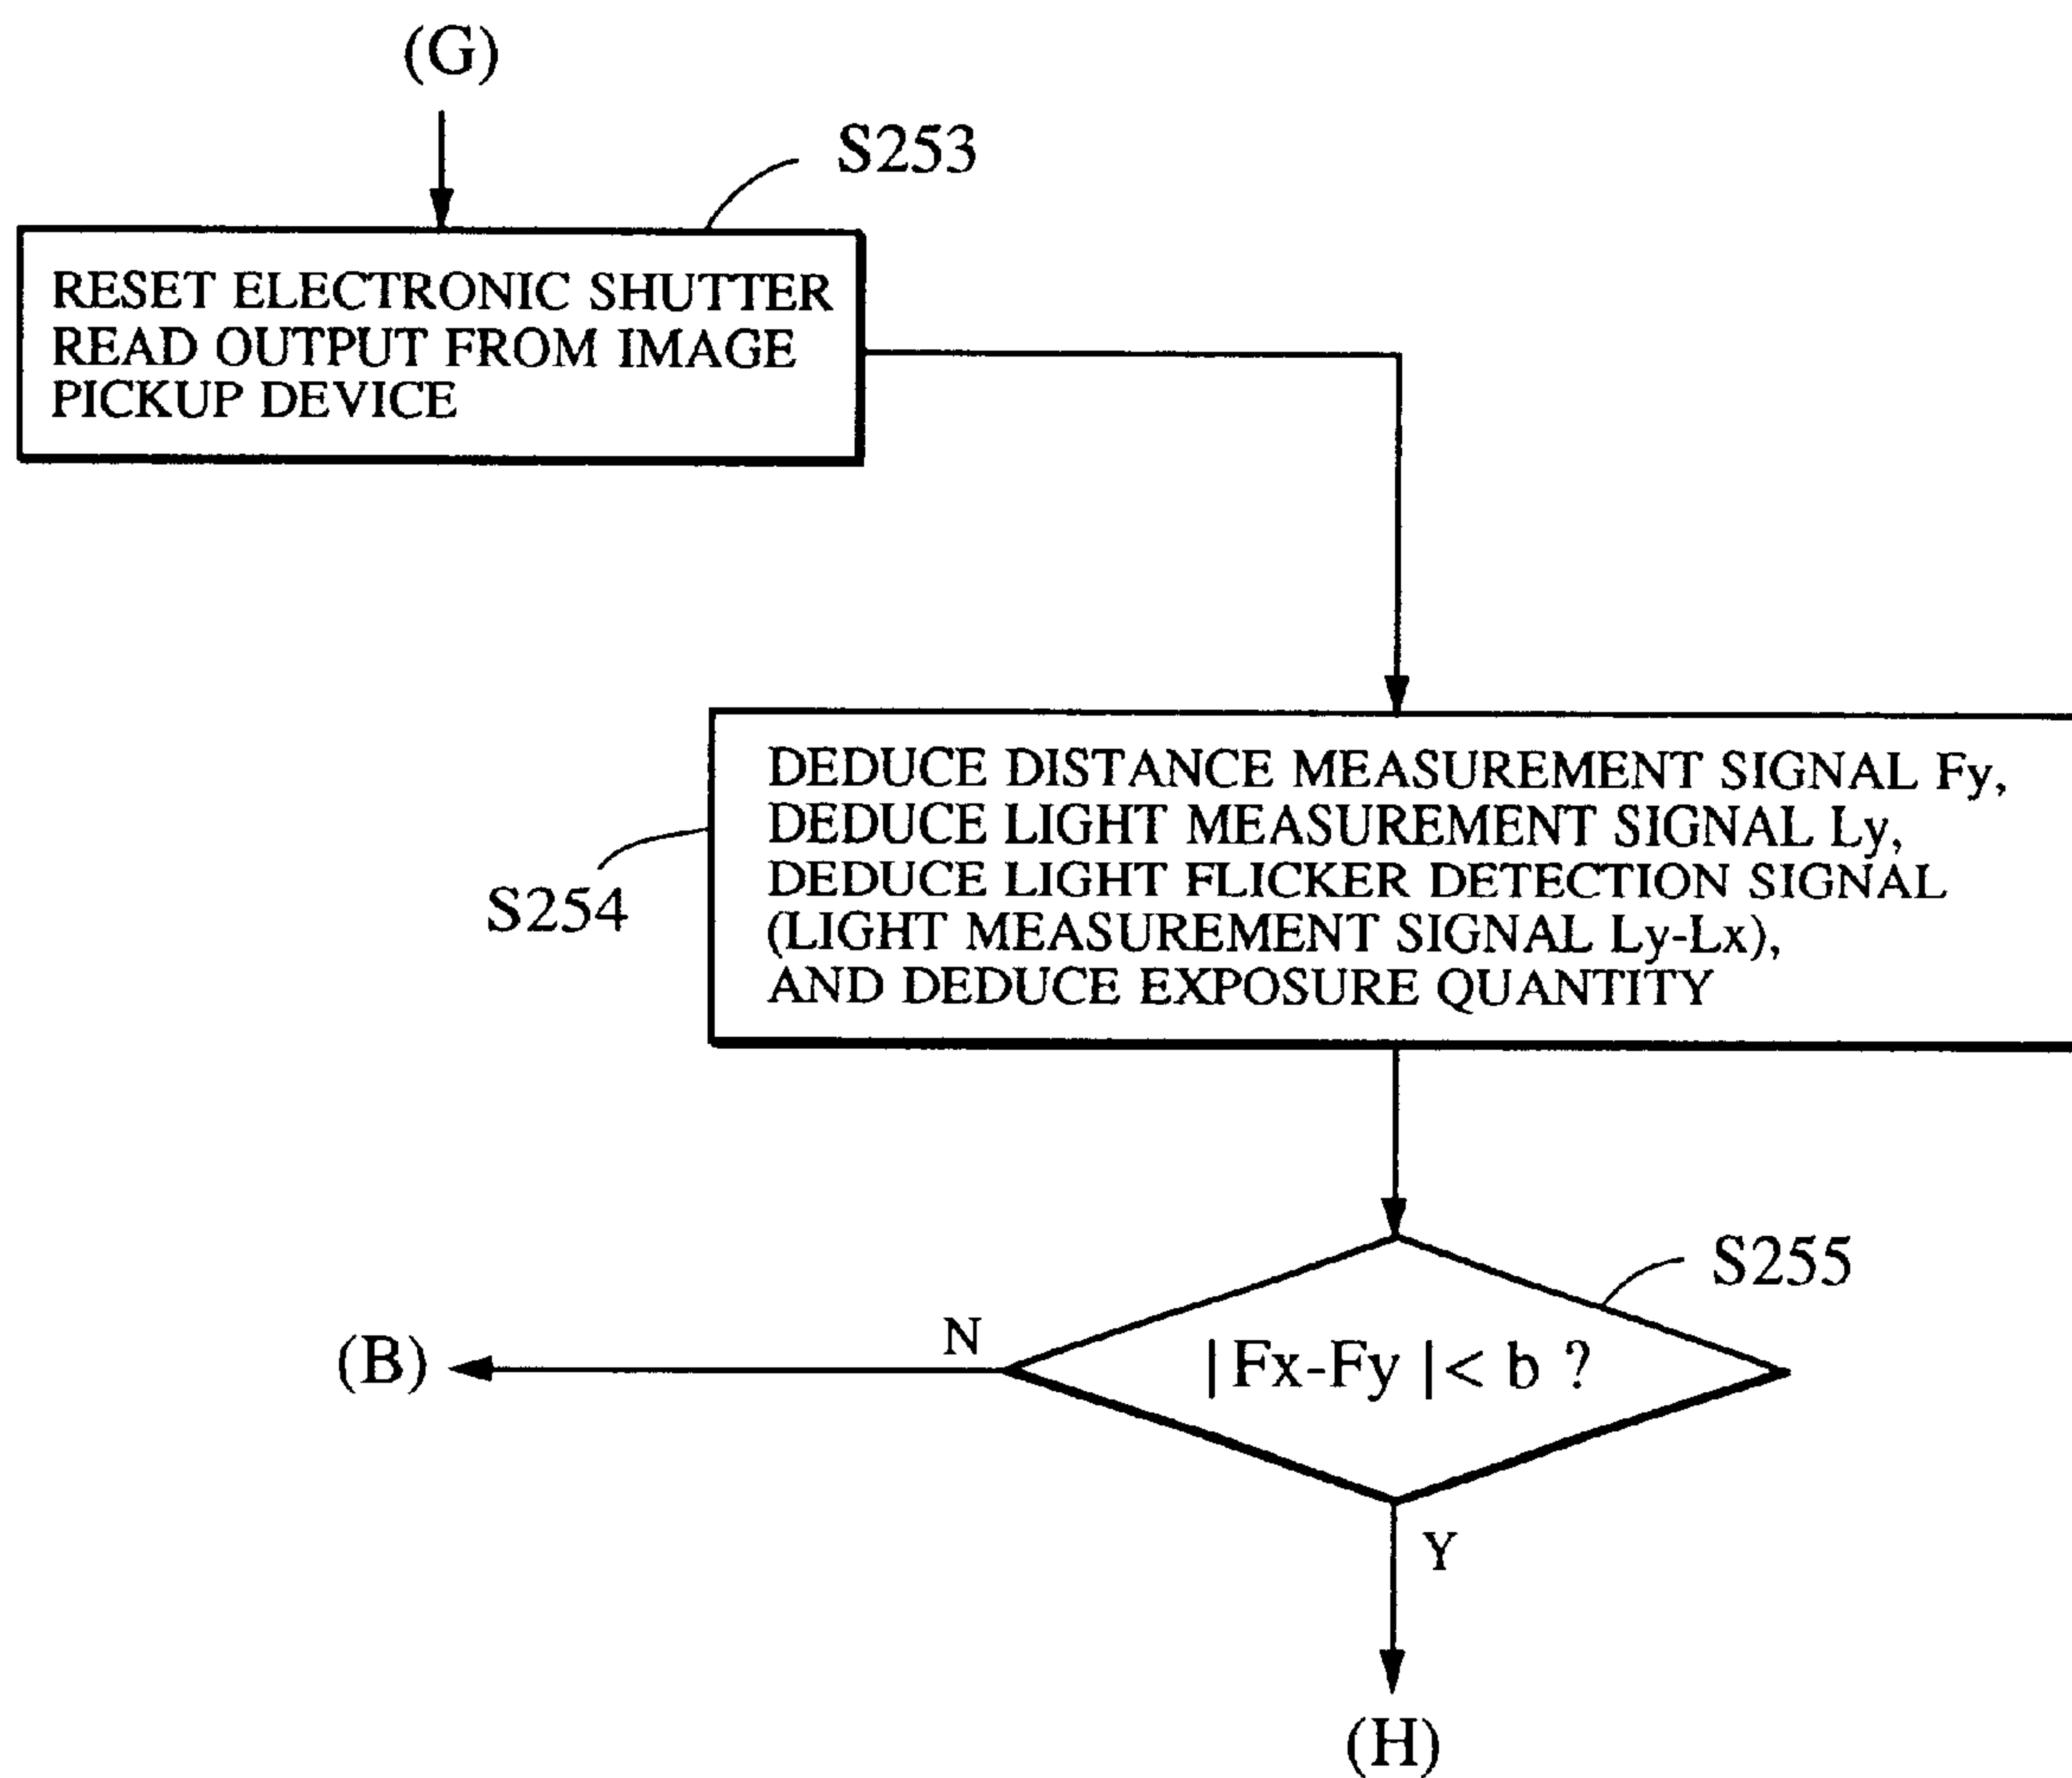 (G)
S253
RESET ELECTRONIC SHUTTER
READ OUTPUT FROM IMAGE
PICKUP DEVICE
DEDUCE DISTANCE MEASUREMENT SIGNAL Fy,
DEDUCE LIGHT MEASUREMENT SIGNAL Ly,
DEDUCE LIGHT FLICKER DETECTION SIGNAL
(LIGHT MEASUREMENT SIGNAL Ly-Lx),
AND DEDUCE EXPOSURE QUANTITY
S254
S255
N
(B)
|Fx-Fy|< b ?
Y
(H)